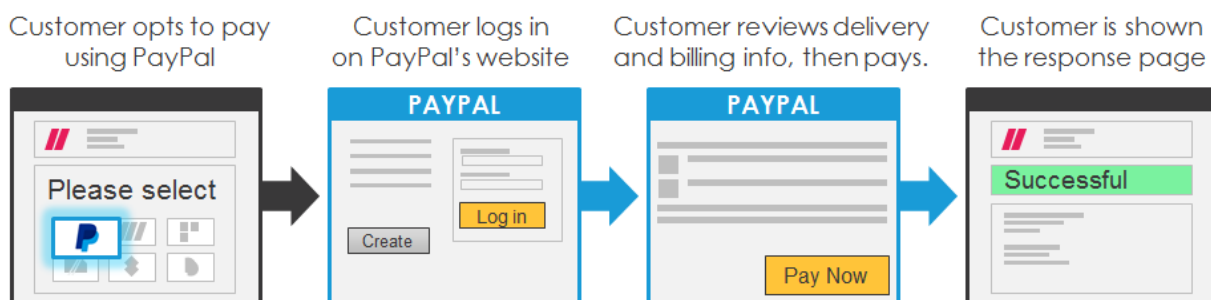 Customer opts to pay
using PayPal
Customer logs in
on PayPal's website
Customer reviews delivery
and billing info, then pays.
Customer is shown
the response page
Please select
PAYPAL
Log in
Create
PAYPAL
Pay Now
Successful